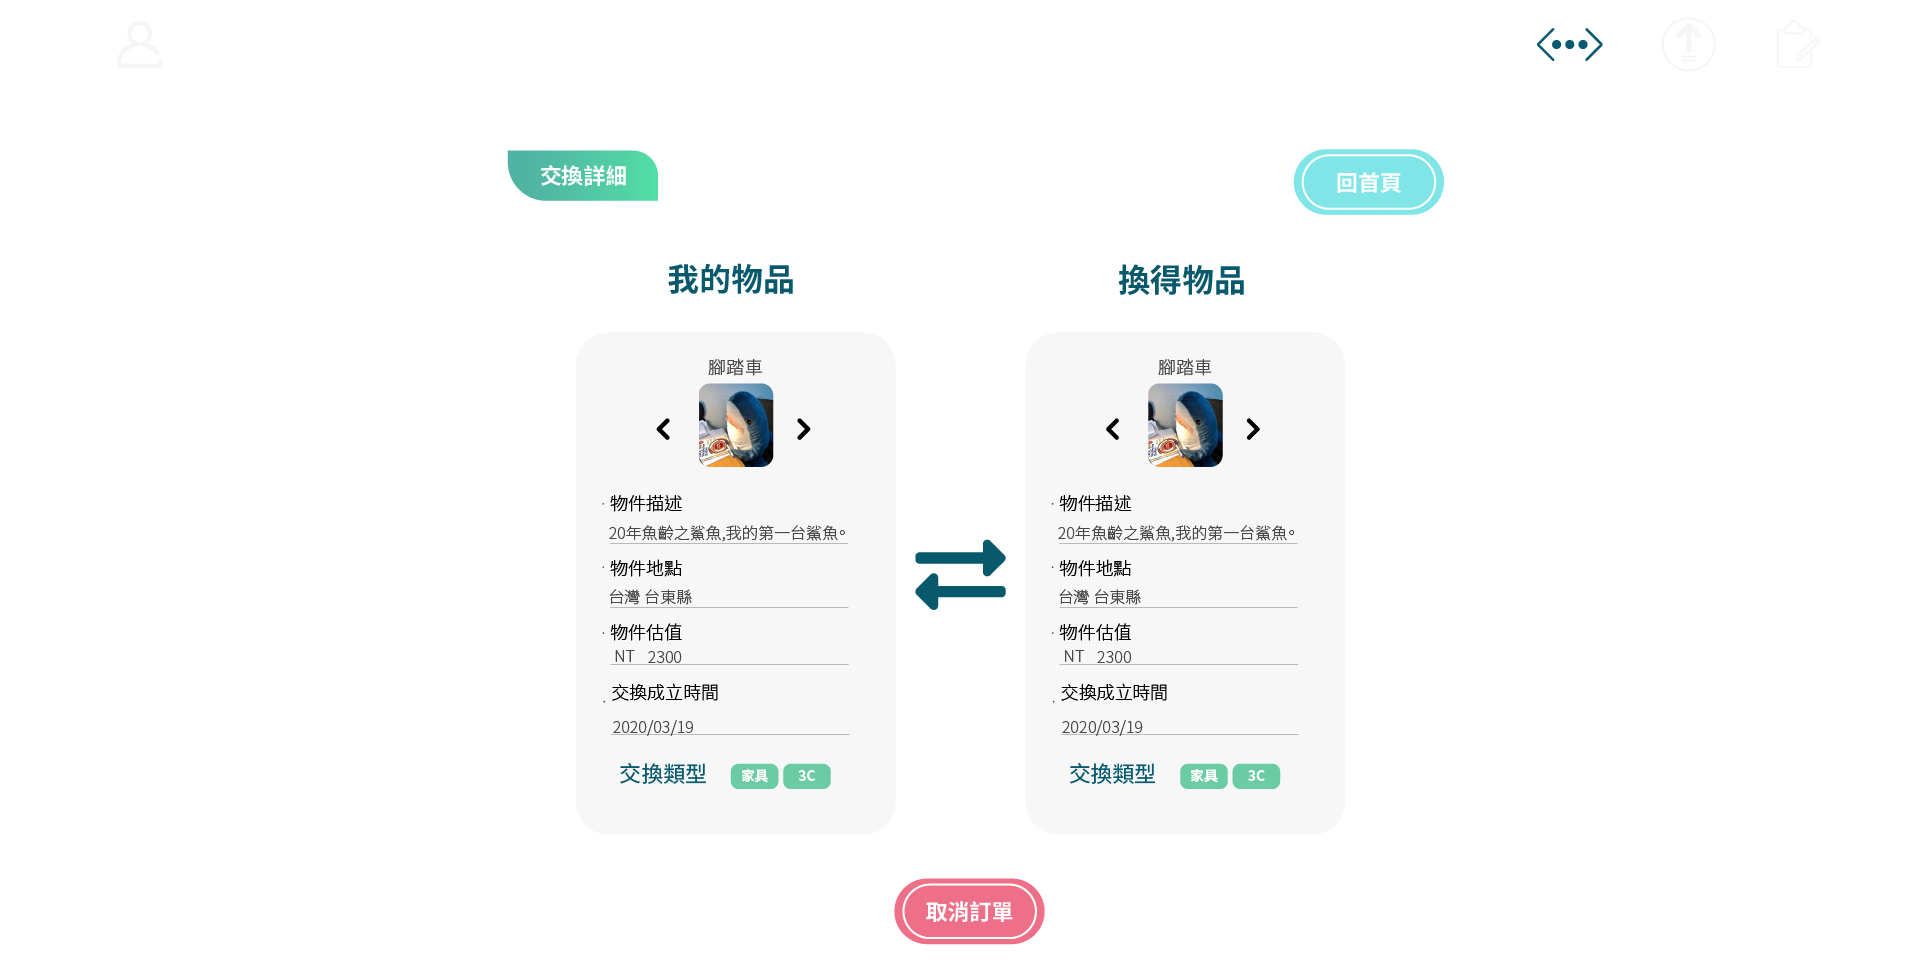 交換詳細
回首頁
我的物品
換得物品
腳踏車
物件描述
20年魚齡之鯊魚,我的第一台鯊魚。
物件地點
台灣 台東縣
物件估值
NT 2300
交換成立時間
2020/03/19
交換類型
家具
3C
腳踏車
物件描述
20年魚齡之鯊魚,我的第一台鯊魚。
物件地點
台灣 台東縣
物件估值
NT 2300
交換成立時間
2020/03/19
交換類型
家具
3C
取消訂單